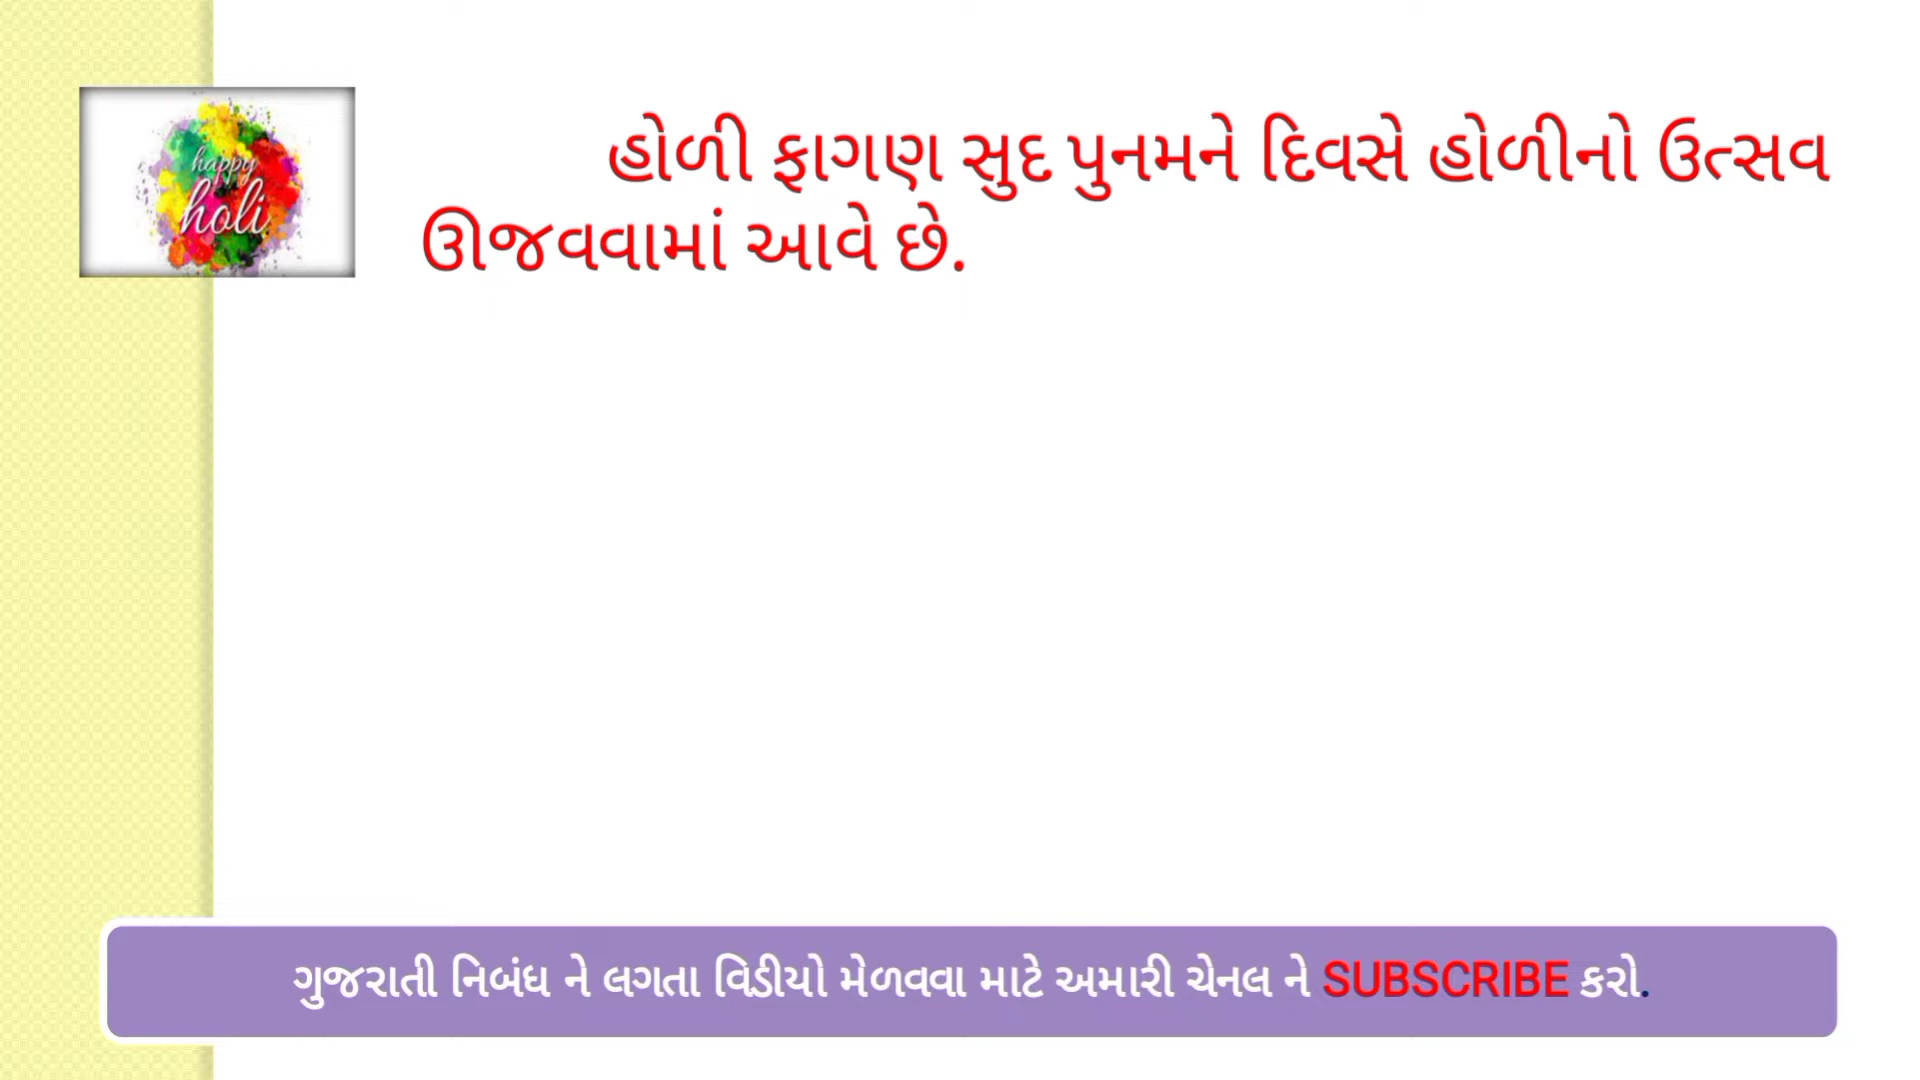 happy
holi
હોળી ફાગણ સુદ પુનમને દિવસે હોળીનો ઉત્સવ
ઊજવવામાં આવે છે.
ગુજરાતી નિબંધ ને લગતા વિડીયો મેળવવા માટે અમારી ચેનલ ને SUBSCRIBE કરો.